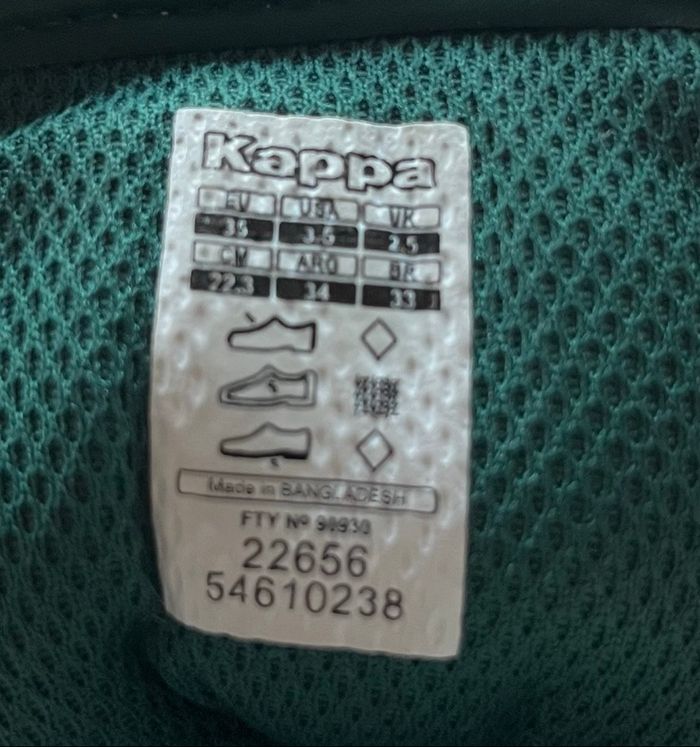 Kappa
EU USA UK
35 3.5 2.5
CM ARG BR
22.3 34 33
Made in BANGLADESH
FTY Nº 90930
22656
54610238